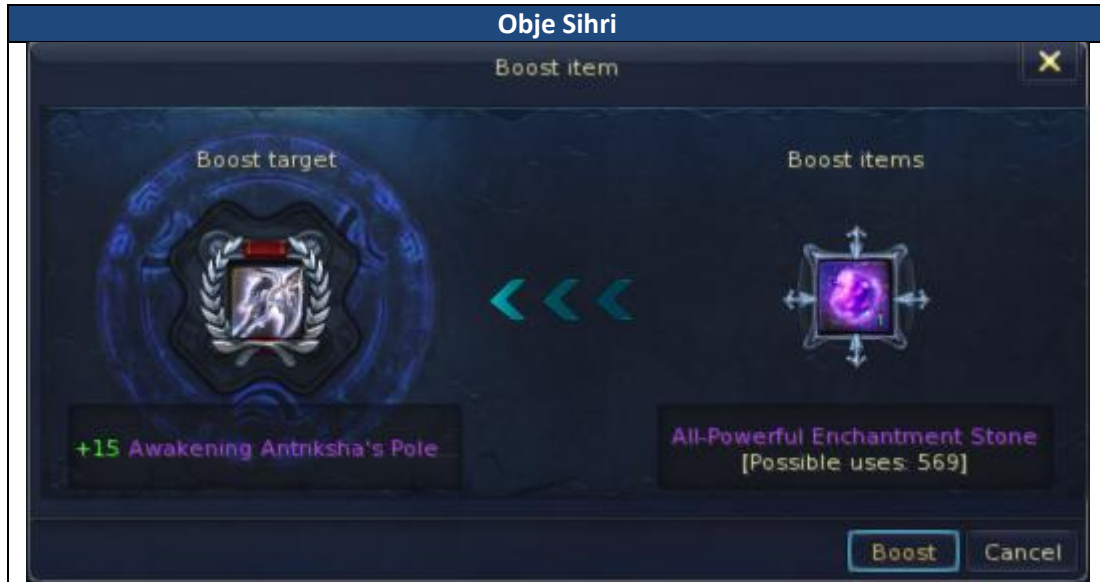 Obje Sihri
Boost item
Boost target
Boost items
+15 Awakening Antriksha's Pole
All-Powerful Enchantment Stone
[Possible uses: 569]
Boost
Cancel